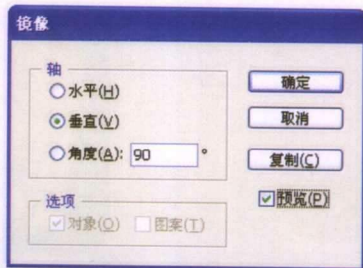 镜像
轴
水平(H)
垂直(V)
角度(A): 90 °
选项
对象(O) 图案(T)
确定
取消
复制(C)
预览(P)